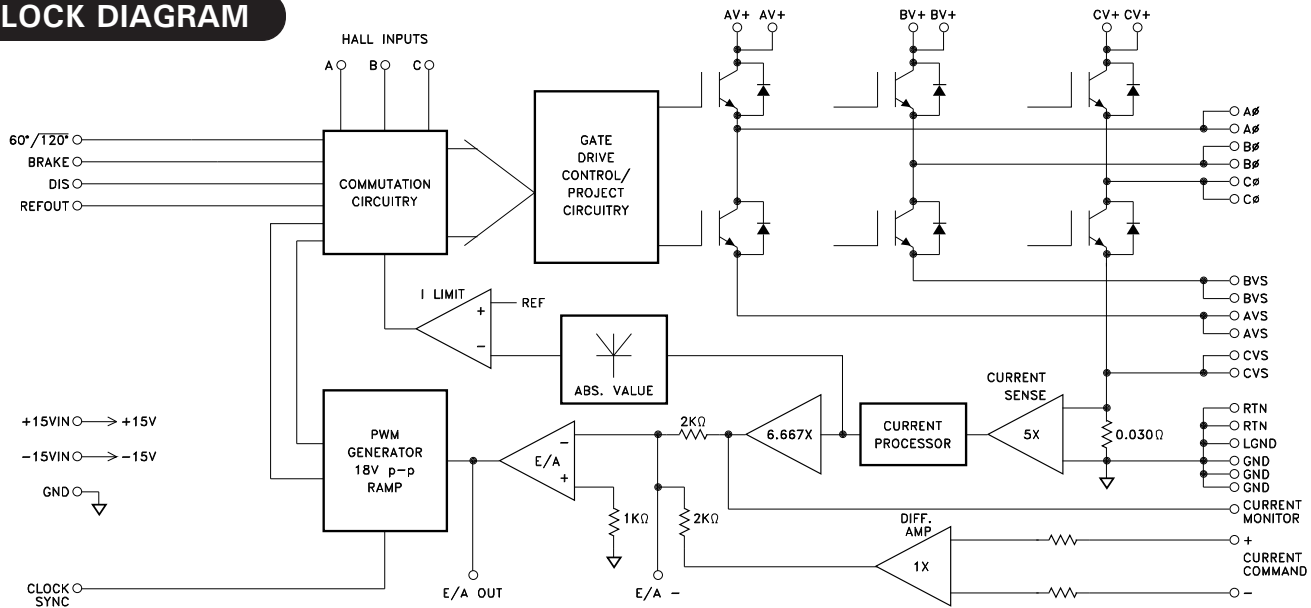 LOCK DIAGRAM
HALL INPUTS
A B C
AV+ AV+
BV+ BV+
CV+ CV+
60°/120°
BRAKE
DIS
REFOUT
COMMUTATION
CIRCUITRY
GATE
DRIVE
CONTROL/
PROJECT
CIRCUITRY
AØ
AØ
BØ
BØ
CØ
CØ
BVS
BVS
AVS
AVS
CVS
CVS
I LIMIT
+
−
REF
ABS. VALUE
CURRENT
SENSE
5X
0.030Ω
CURRENT
PROCESSOR
6.667X
2KΩ
RTN
RTN
LGND
GND
GND
GND
CURRENT
MONITOR
+15VIN +15V
-15VIN -15V
GND
PWM
GENERATOR
18V p-p
RAMP
E/A
−
+
1KΩ
2KΩ
DIFF.
AMP
1X
+
CURRENT
COMMAND
-
CLOCK
SYNC
E/A OUT
E/A -